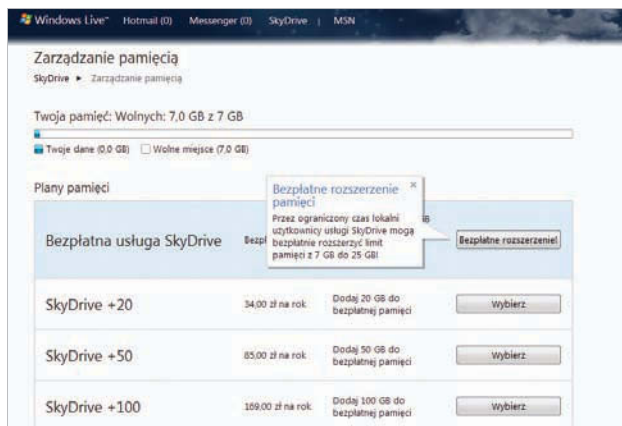 Windows Live™ Hotmail (0) Messenger (0) SkyDrive | MSN
Zarządzanie pamięcią
SkyDrive ► Zarządzanie pamięcią
Twoja pamięć: Wolnych: 7,0 GB z 7 GB
Twoje dane (0,0 GB) Wolne miejsce (7,0 GB)
Plany pamięci
Bezpłatne rozszerzenie ×
pamięci
Przez ograniczony czas lokalni
użytkownicy usługi SkyDrive mogą
bezpłatnie rozszerzyć limit
pamięci z 7 GB do 25 GB!
Bezpłatna usługa SkyDrive Bezpł GB Bezpłatne rozszerzenie!
SkyDrive +20 34,00 zł na rok Dodaj 20 GB do
bezpłatnej pamięci Wybierz
SkyDrive +50 85,00 zł na rok Dodaj 50 GB do
bezpłatnej pamięci Wybierz
SkyDrive +100 169,00 zł na rok Dodaj 100 GB do
bezpłatnej pamięci Wybierz